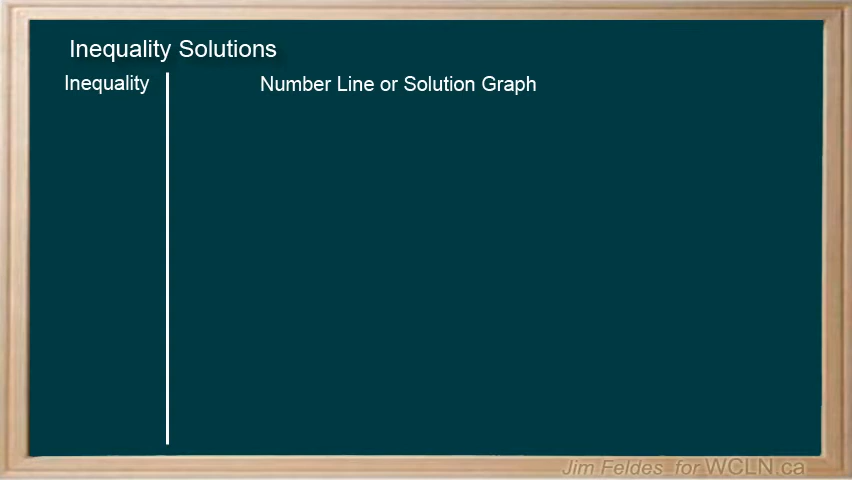 Inequality Solutions
Inequality
Number Line or Solution Graph
Jim Feldes for WCLN.ca